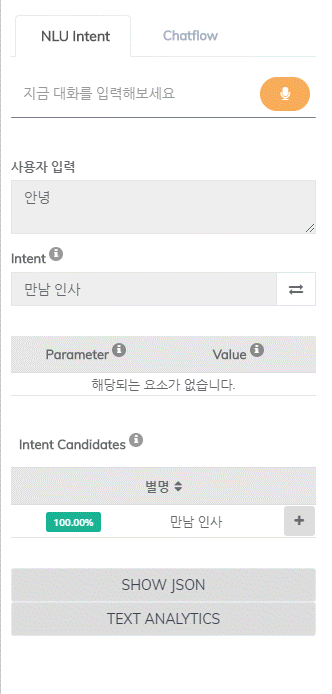 NLU Intent Chatflow
지금 대화를 입력해보세요
사용자 입력
안녕
Intent
만남 인사
Parameter Value
해당되는 요소가 없습니다.
Intent Candidates
별명
100.00% 만남 인사 +
SHOW JSON
TEXT ANALYTICS